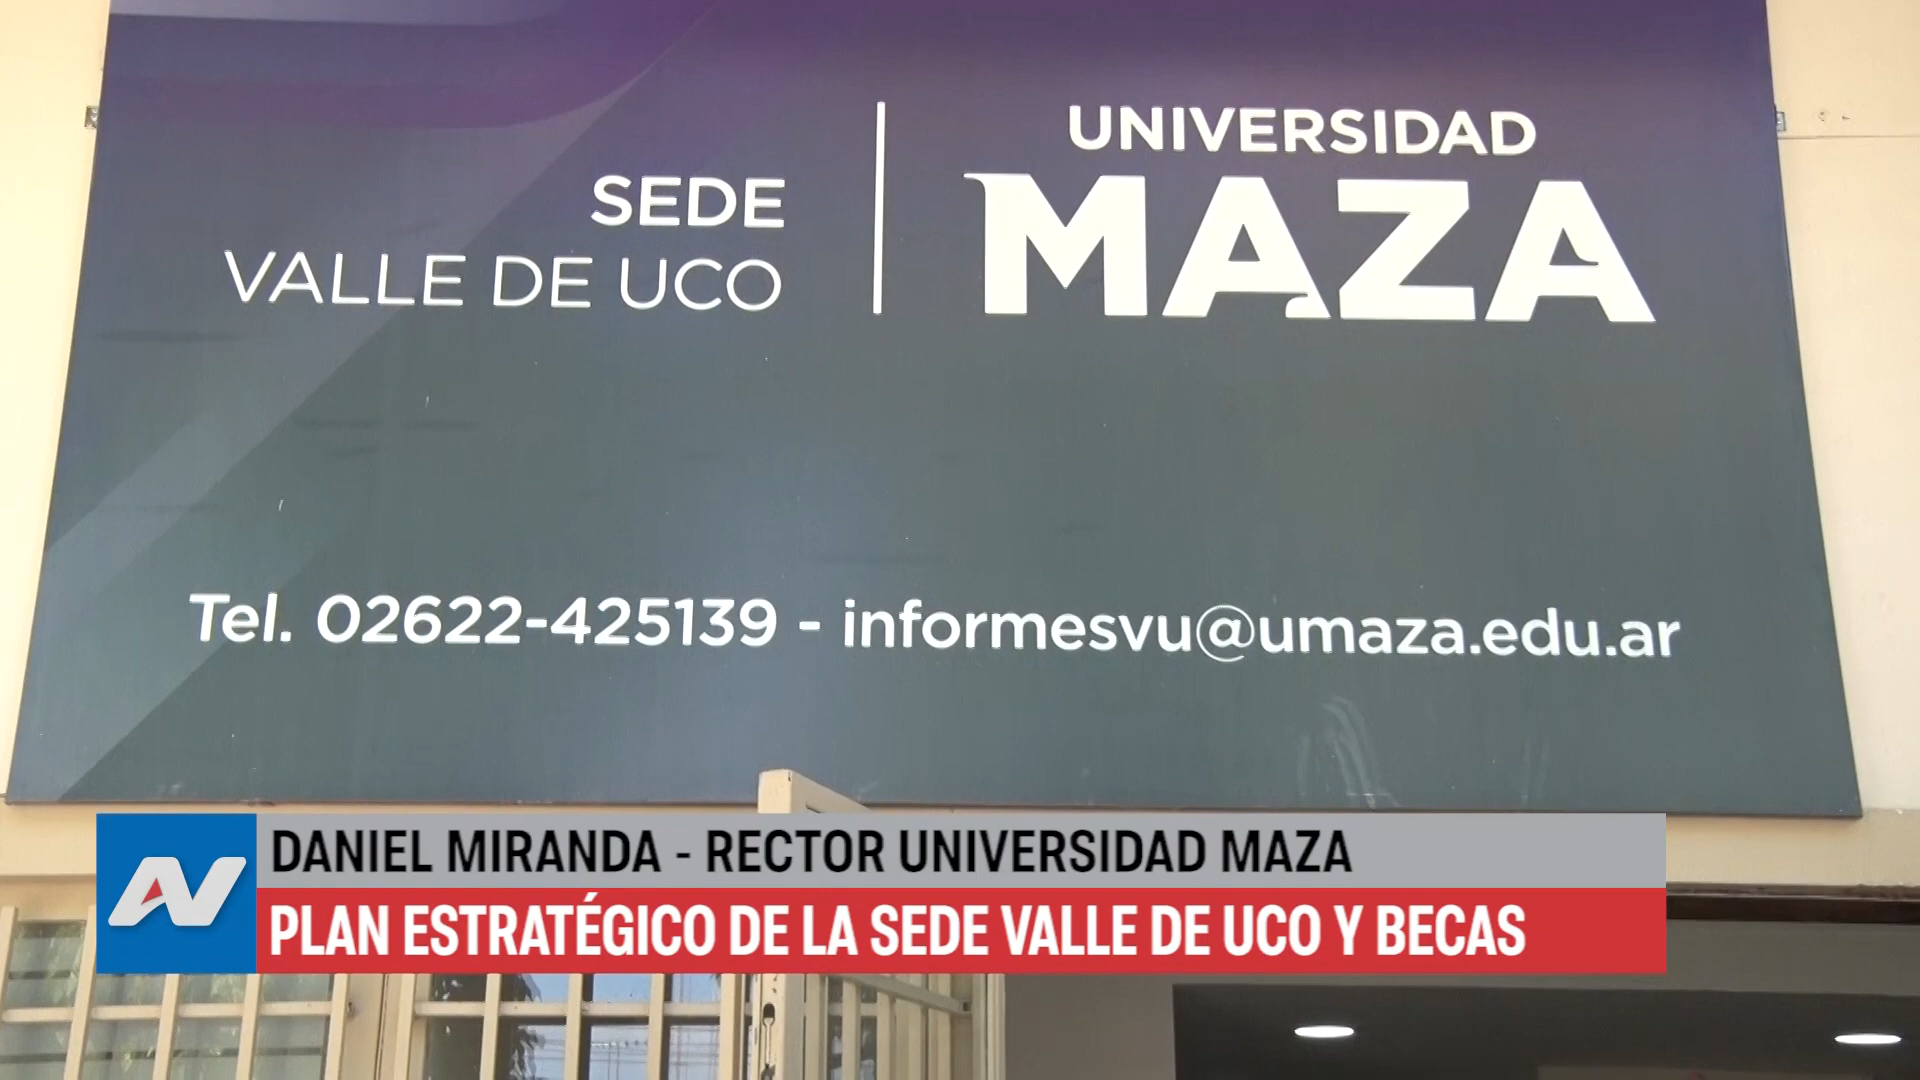 SEDE
VALLE DE UCO
UNIVERSIDAD
MAZA
Tel. 02622-425139 - informesvu@umaza.edu.ar
AV
DANIEL MIRANDA - RECTOR UNIVERSIDAD MAZA
PLAN ESTRATÉGICO DE LA SEDE VALLE DE UCO Y BECAS